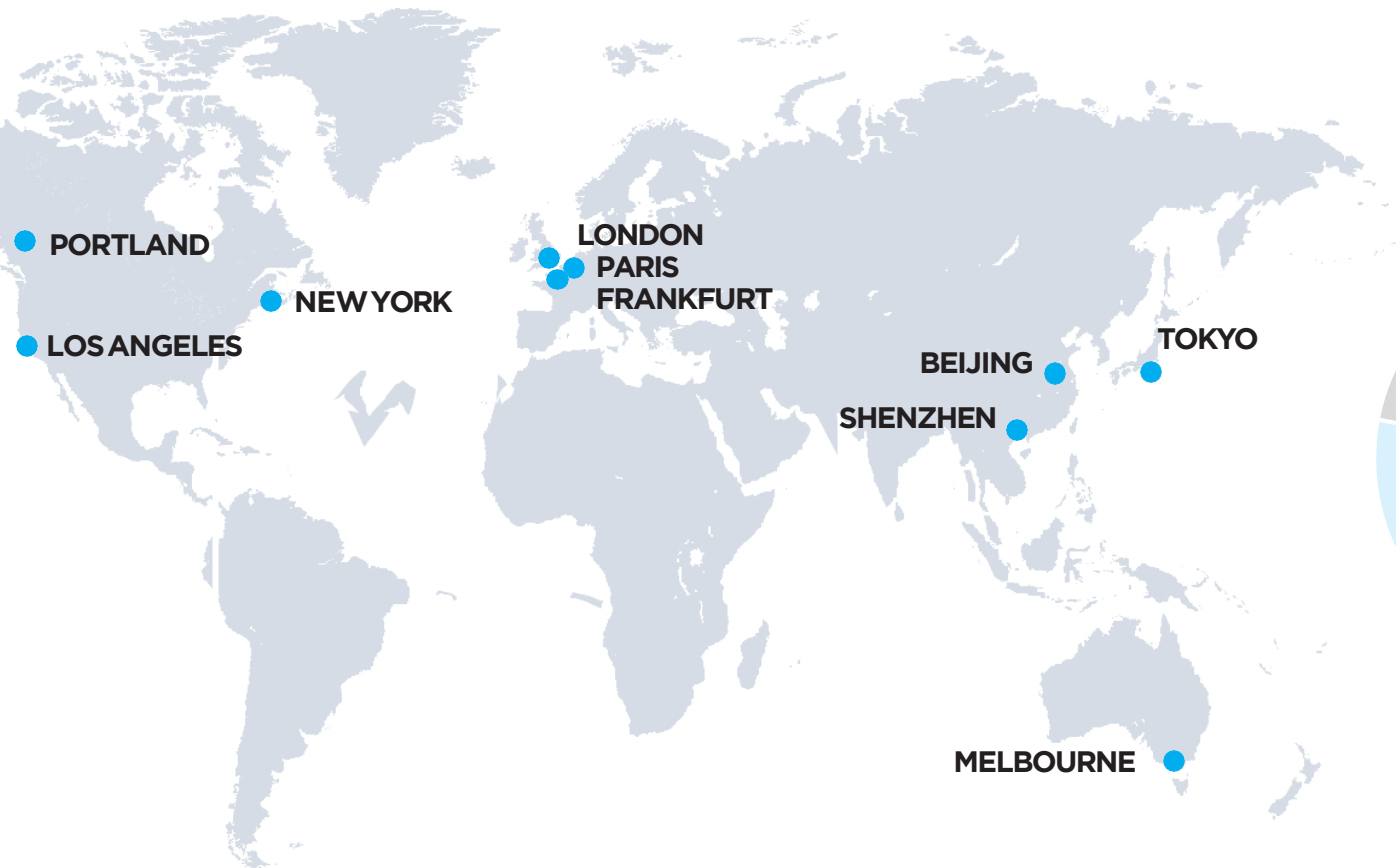 LONDON
PORTLAND
PARIS
FRANKFURT
NEW YORK
LOS ANGELES
TOKYO
BEIJING
SHENZHEN
MELBOURNE